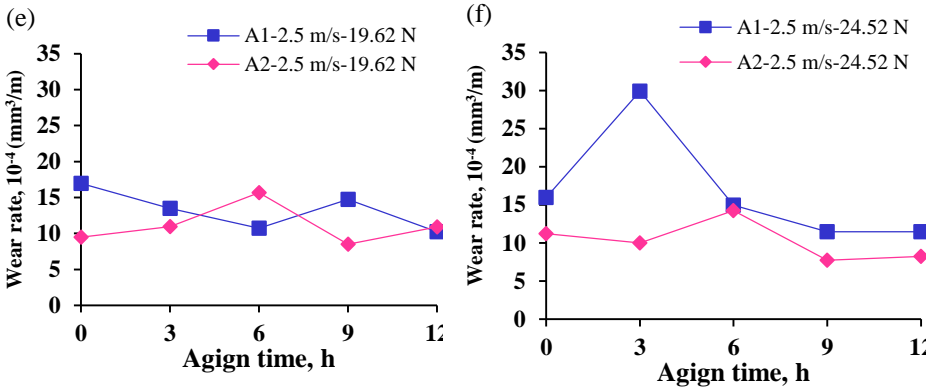 (e)
A1-2.5 m/s-19.62 N
A2-2.5 m/s-19.62 N
Wear rate, 10⁻⁴ (mm³/m)
35
30
25
20
15
10
5
0
0 3 6 9 12
Agign time, h
(f)
A1-2.5 m/s-24.52 N
A2-2.5 m/s-24.52 N
Wear rate, 10⁻⁴ (mm³/m)
35
30
25
20
15
10
5
0
0 3 6 9 12
Agign time, h